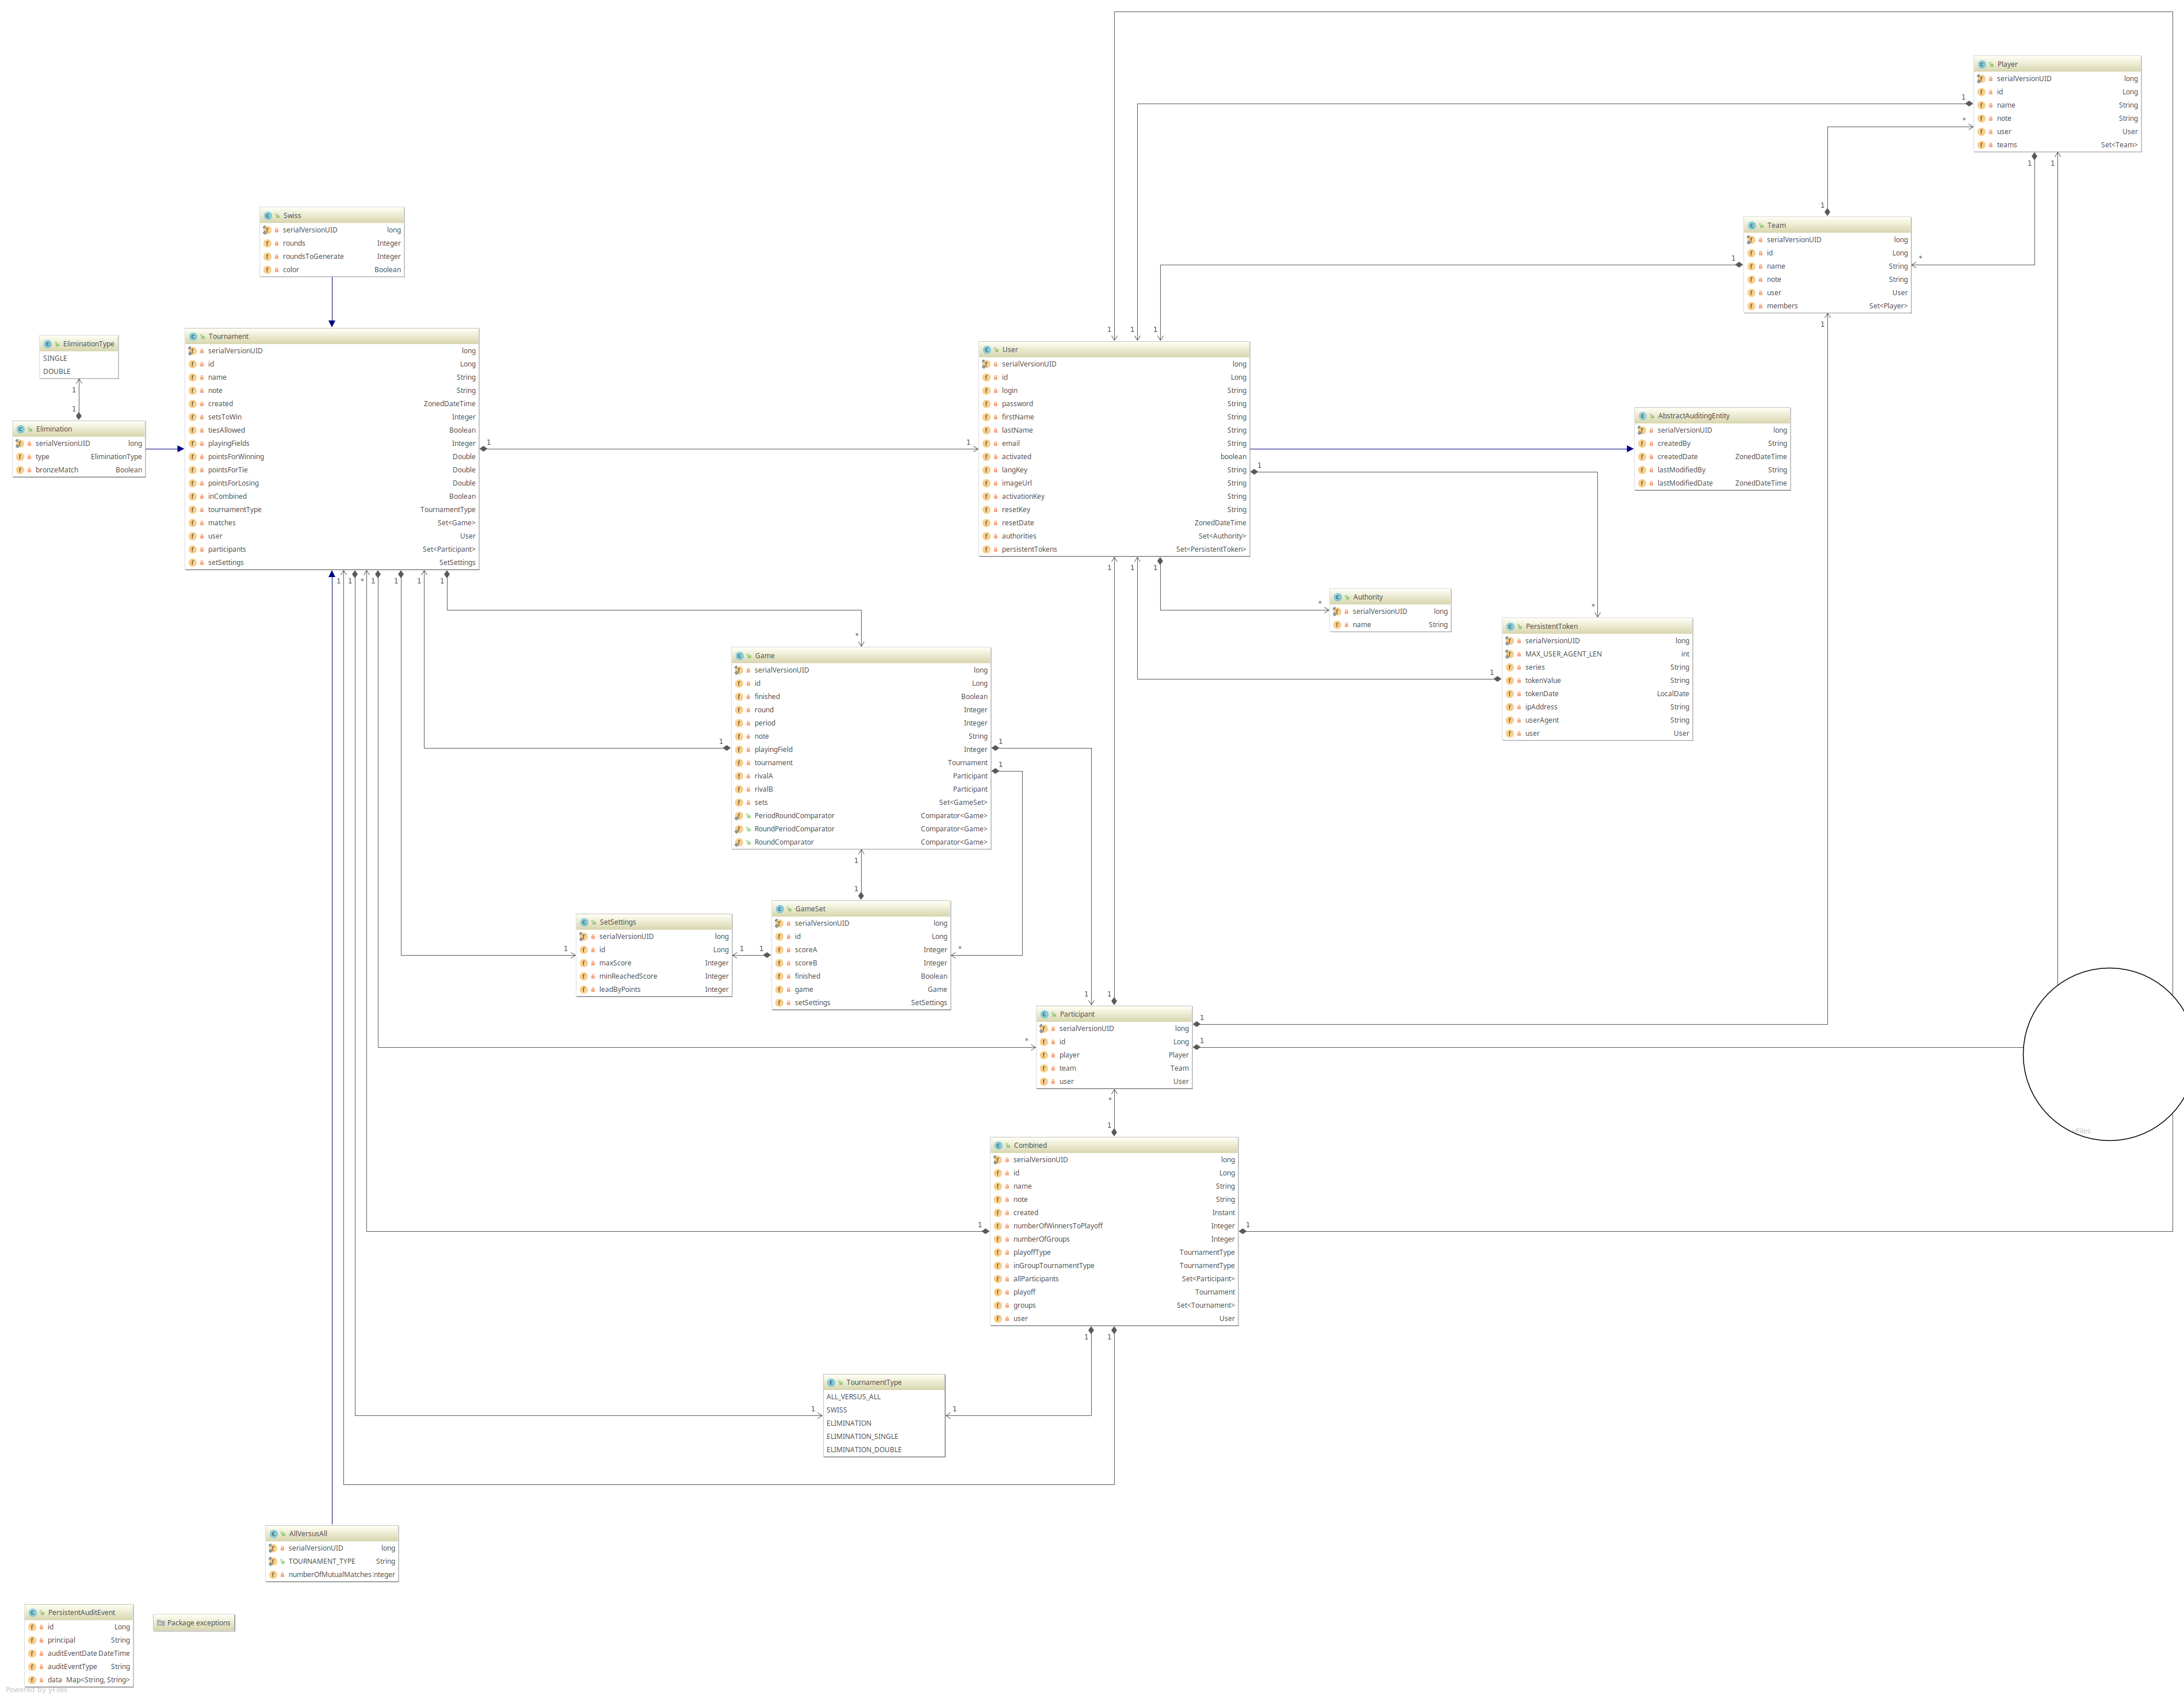 Player
serialVersionUID long
id Long
name String
note String
user User
teams Set<Team>
Swiss
serialVersionUID long
rounds Integer
roundsToGenerate Integer
color Boolean
Team
serialVersionUID long
id Long
name String
note String
user User
members Set<Player>
EliminationType
SINGLE
DOUBLE
Elimination
serialVersionUID long
type EliminationType
bronzeMatch Boolean
Tournament
serialVersionUID long
id Long
name String
note String
created ZonedDateTime
setsToWin Integer
tiesAllowed Boolean
playingFields Integer
pointsForWinning Double
pointsForTie Double
pointsForLosing Double
inCombined Boolean
tournamentType TournamentType
matches Set<Game>
user User
participants Set<Participant>
setSettings SetSettings
User
serialVersionUID long
id Long
login String
password String
firstName String
lastName String
email String
activated boolean
langKey String
imageUrl String
activationKey String
resetKey String
resetDate ZonedDateTime
authorities Set<Authority>
persistentTokens Set<PersistentToken>
AbstractAuditingEntity
serialVersionUID long
createdBy String
createdDate ZonedDateTime
lastModifiedBy String
lastModifiedDate ZonedDateTime
Authority
serialVersionUID long
name String
PersistentToken
serialVersionUID long
MAX_USER_AGENT_LEN int
series String
tokenValue String
tokenDate LocalDate
ipAddress String
userAgent String
user User
Game
serialVersionUID long
id Long
finished Boolean
round Integer
period Integer
note String
playingField Integer
tournament Tournament
rivalA Participant
rivalB Participant
sets Set<GameSet>
PeriodRoundComparator Comparator<Game>
RoundPeriodComparator Comparator<Game>
RoundComparator Comparator<Game>
SetSettings
serialVersionUID long
id Long
maxScore Integer
minReachedScore Integer
leadByPoints Integer
GameSet
serialVersionUID long
id Long
scoreA Integer
scoreB Integer
finished Boolean
game Game
setSettings SetSettings
Participant
serialVersionUID long
id Long
player Player
team Team
user User
Combined
serialVersionUID long
id Long
name String
note String
created Instant
numberOfWinnersToPlayoff Integer
numberOfGroups Integer
playoffType TournamentType
inGroupTournamentType TournamentType
allParticipants Set<Participant>
playoff Tournament
groups Set<Tournament>
user User
TournamentType
ALL_VERSUS_ALL
SWISS
ELIMINATION
ELIMINATION_SINGLE
ELIMINATION_DOUBLE
AllVersusAll
serialVersionUID long
TOURNAMENT_TYPE String
numberOfMutualMatches nteger
PersistentAuditEvent
id Long
principal String
auditEventDate DateTime
auditEventType String
data Map<String, String>
Package exceptions
Powered by yFiles